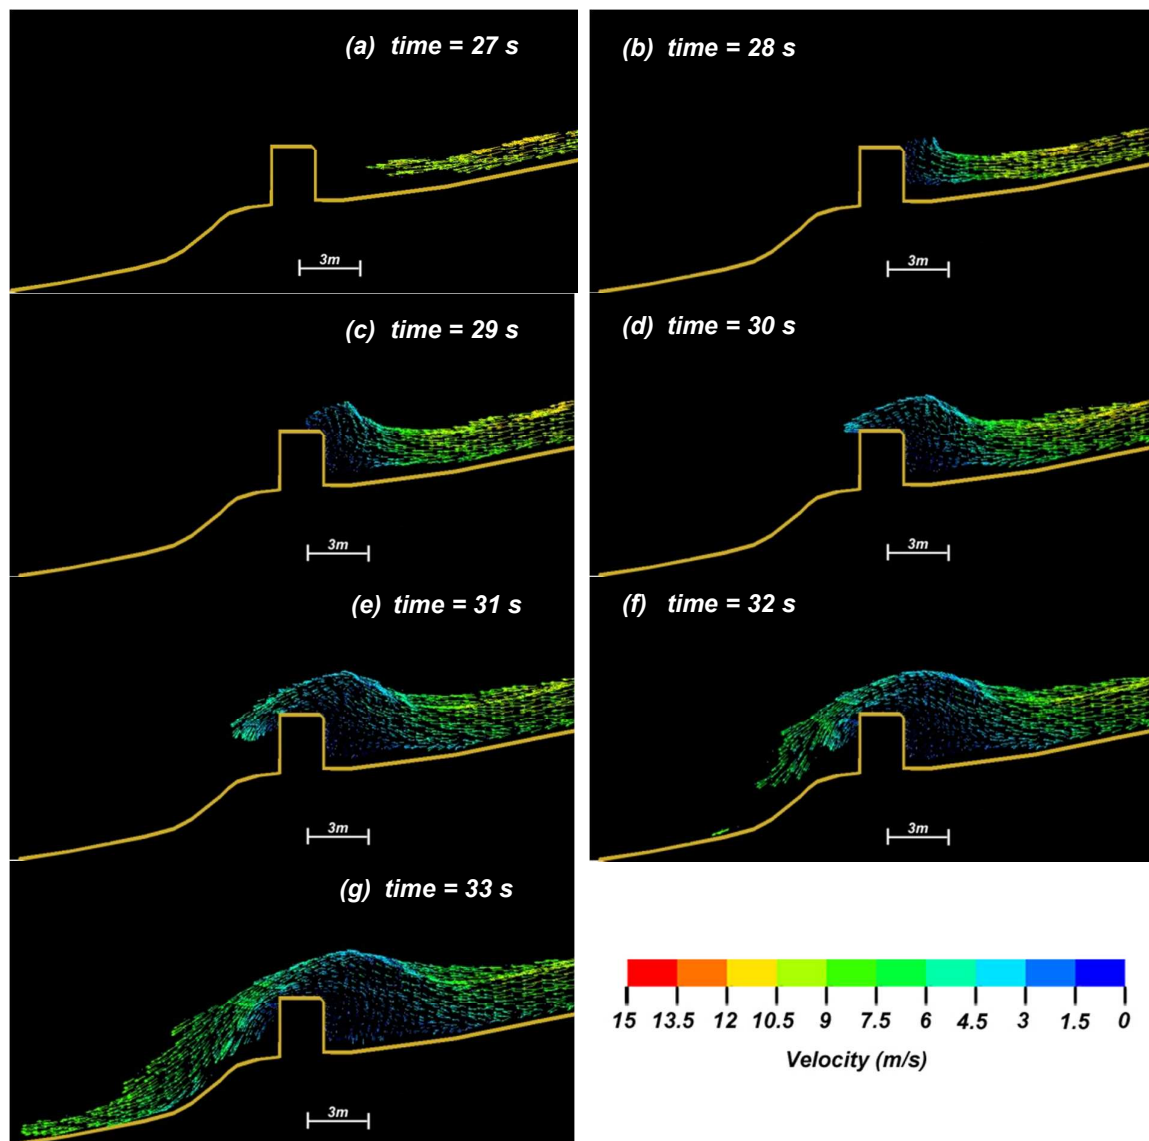 (a) time = 27 s
3m
(b) time = 28 s
3m
(c) time = 29 s
3m
(d) time = 30 s
3m
(e) time = 31 s
3m
(f) time = 32 s
3m
(g) time = 33 s
3m
15 13.5 12 10.5 9 7.5 6 4.5 3 1.5 0
Velocity (m/s)